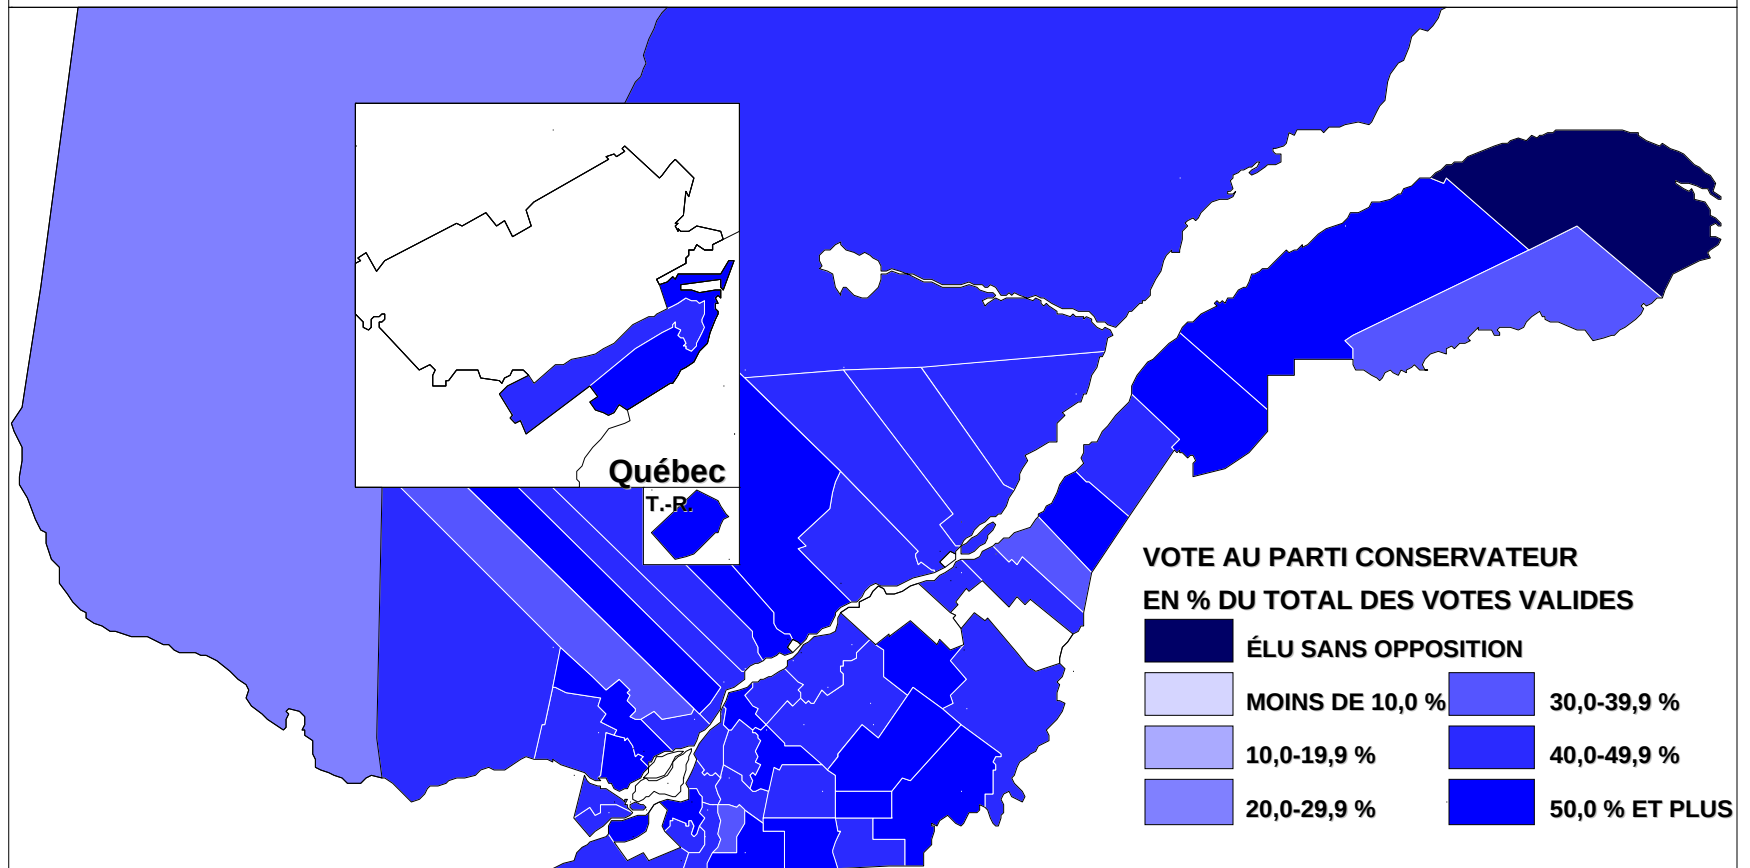 Québec
T.-R.
VOTE AU PARTI CONSERVATEUR
EN % DU TOTAL DES VOTES VALIDES
ÉLU SANS OPPOSITION
MOINS DE 10,0 %
30,0-39,9 %
10,0-19,9 %
40,0-49,9 %
20,0-29,9 %
50,0 % ET PLUS